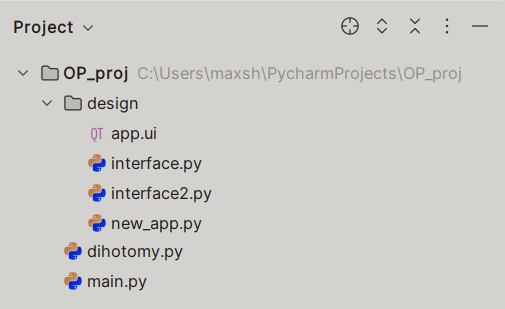 Project
OP_proj C:\Users\maxsh\PycharmProjects\OP_proj
design
QT app.ui
interface.py
interface2.py
new_app.py
dihotomy.py
main.py